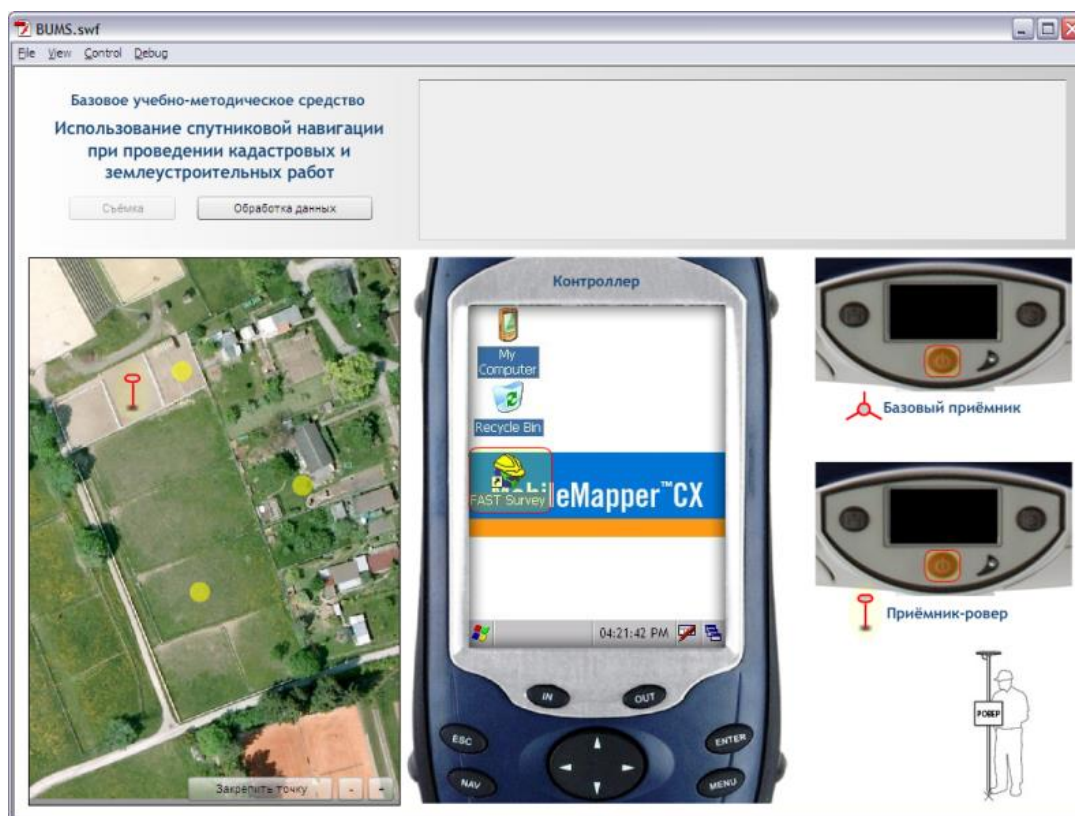 BUMS.swf
File View Control Debug
Базовое учебно-методическое средство
Использование спутниковой навигации
при проведении кадастровых и
землеустроительных работ
Съёмка
Обработка данных
Контроллер
My
Computer
Recycle Bin
FAST Survey
MobileMapper™CX
04:21:42 PM
IN
OUT
ESC
ENTER
NAV
MENU
Закрепить точку
-
+
Базовый приёмник
Приёмник-ровер
РОВЕР